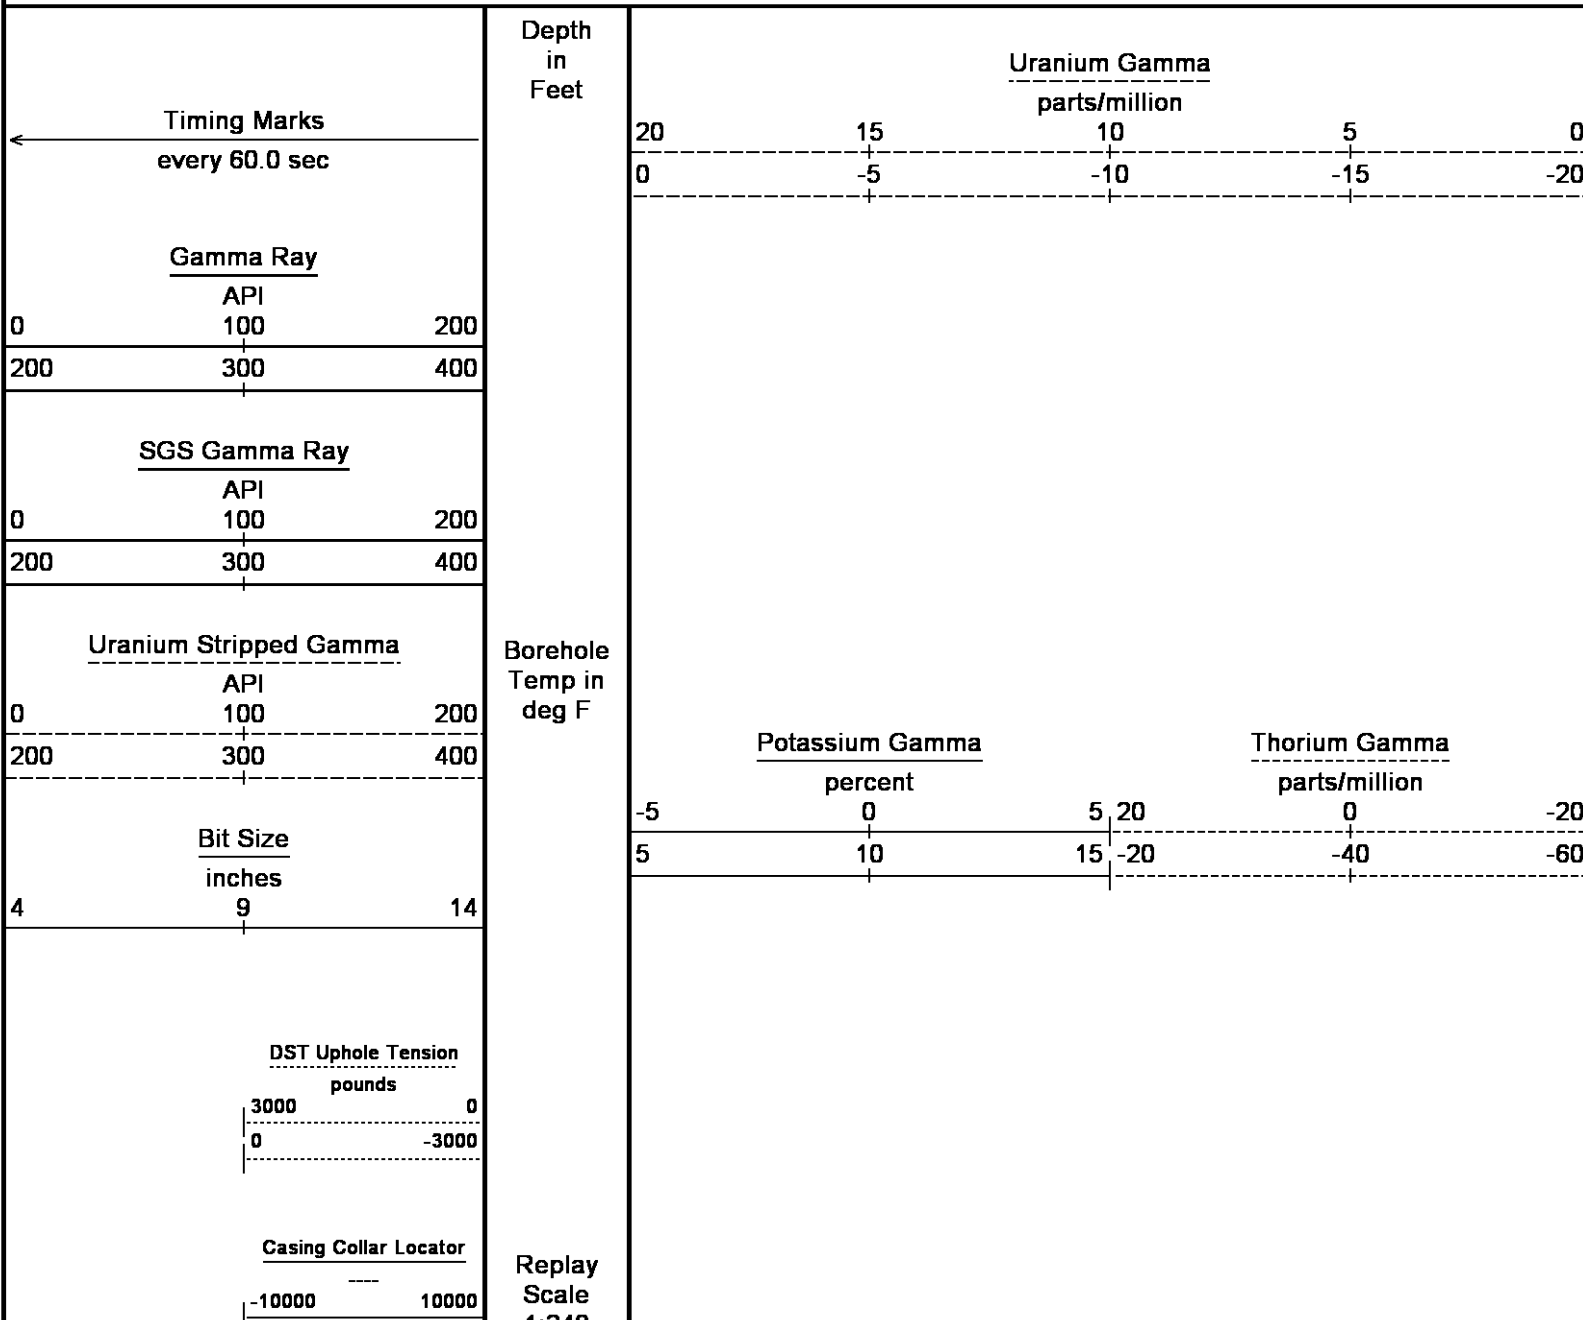 Timing Marks
every 60.0 sec
Gamma Ray
API
0 100 200
200 300 400
SGS Gamma Ray
API
0 100 200
200 300 400
Uranium Stripped Gamma
API
0 100 200
200 300 400
Bit Size
inches
4 9 14
DST Uphole Tension
pounds
3000 0
0 -3000
Casing Collar Locator
----
-10000 10000
Depth
in
Feet
Borehole
Temp in
deg F
Replay
Scale
Uranium Gamma
parts/million
20 15 10 5 0
0 -5 -10 -15 -20
Potassium Gamma
percent
-5 0 5
5 10 15
Thorium Gamma
parts/million
20 0 -20
-20 -40 -60